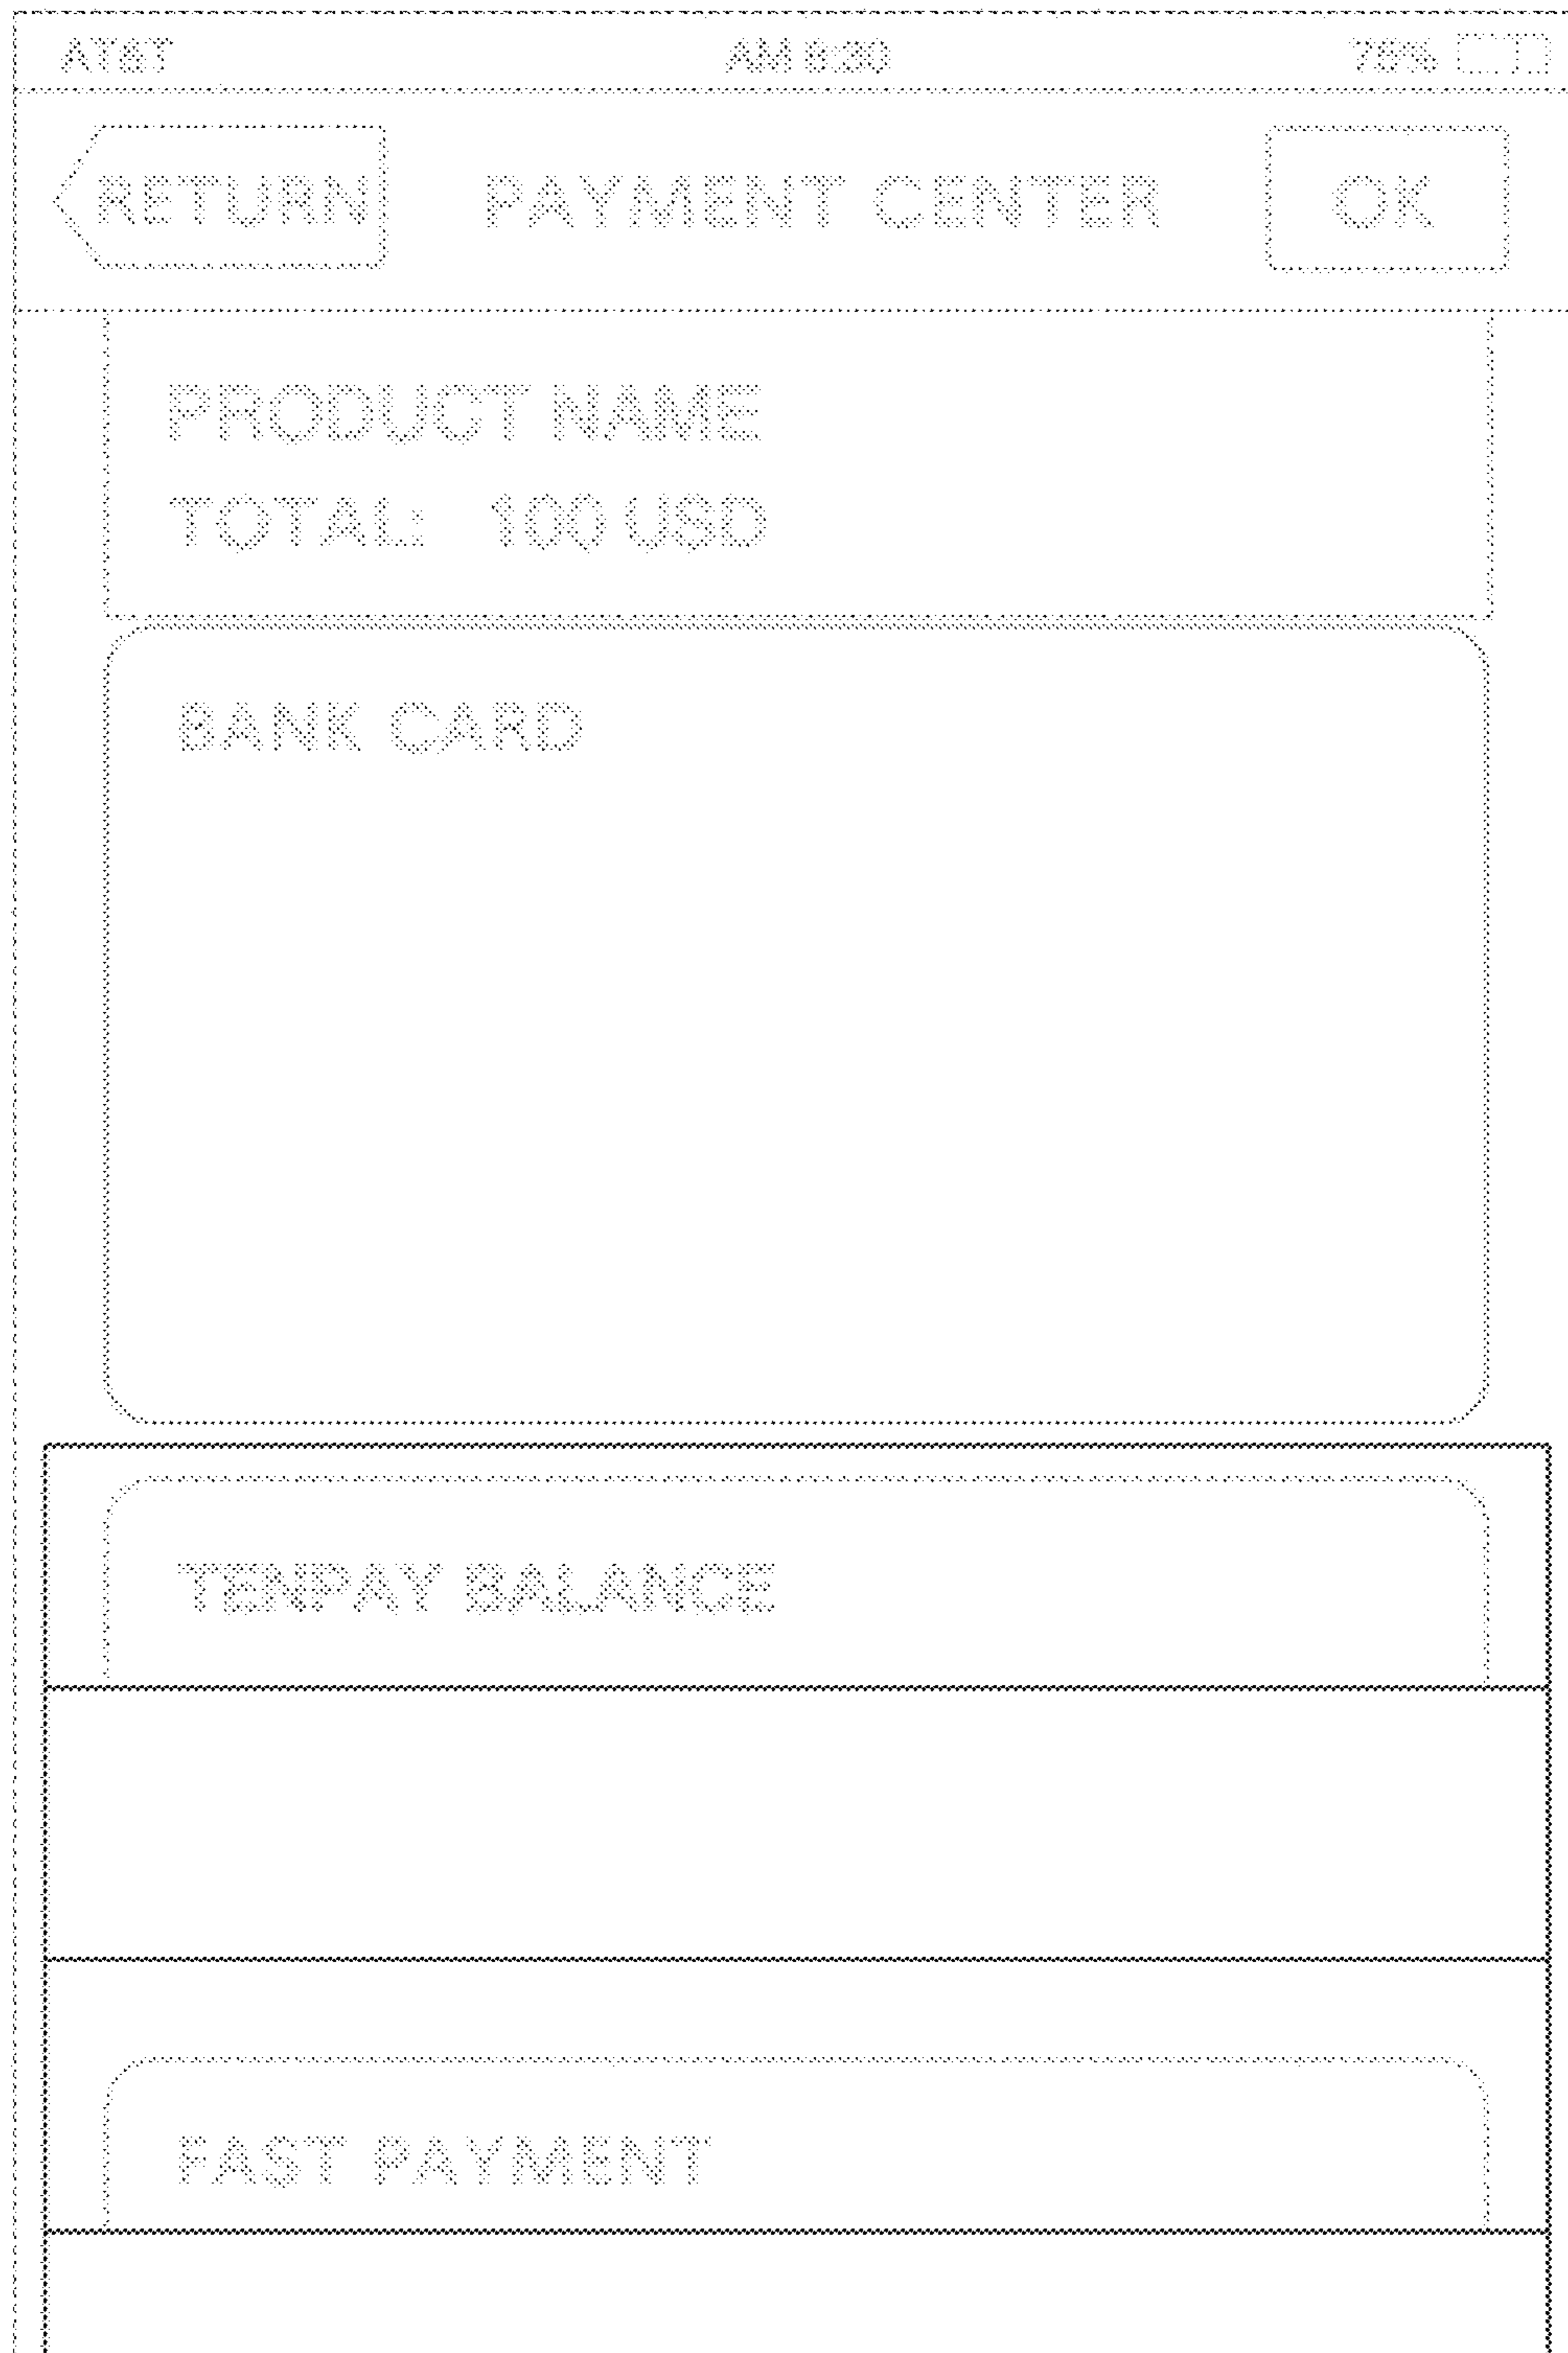 AT&T AM 8:20 78%
RETURN PAYMENT CENTER OK
PRODUCT NAME
TOTAL: 100 USD
BANK CARD
TENPAY BALANCE
FAST PAYMENT